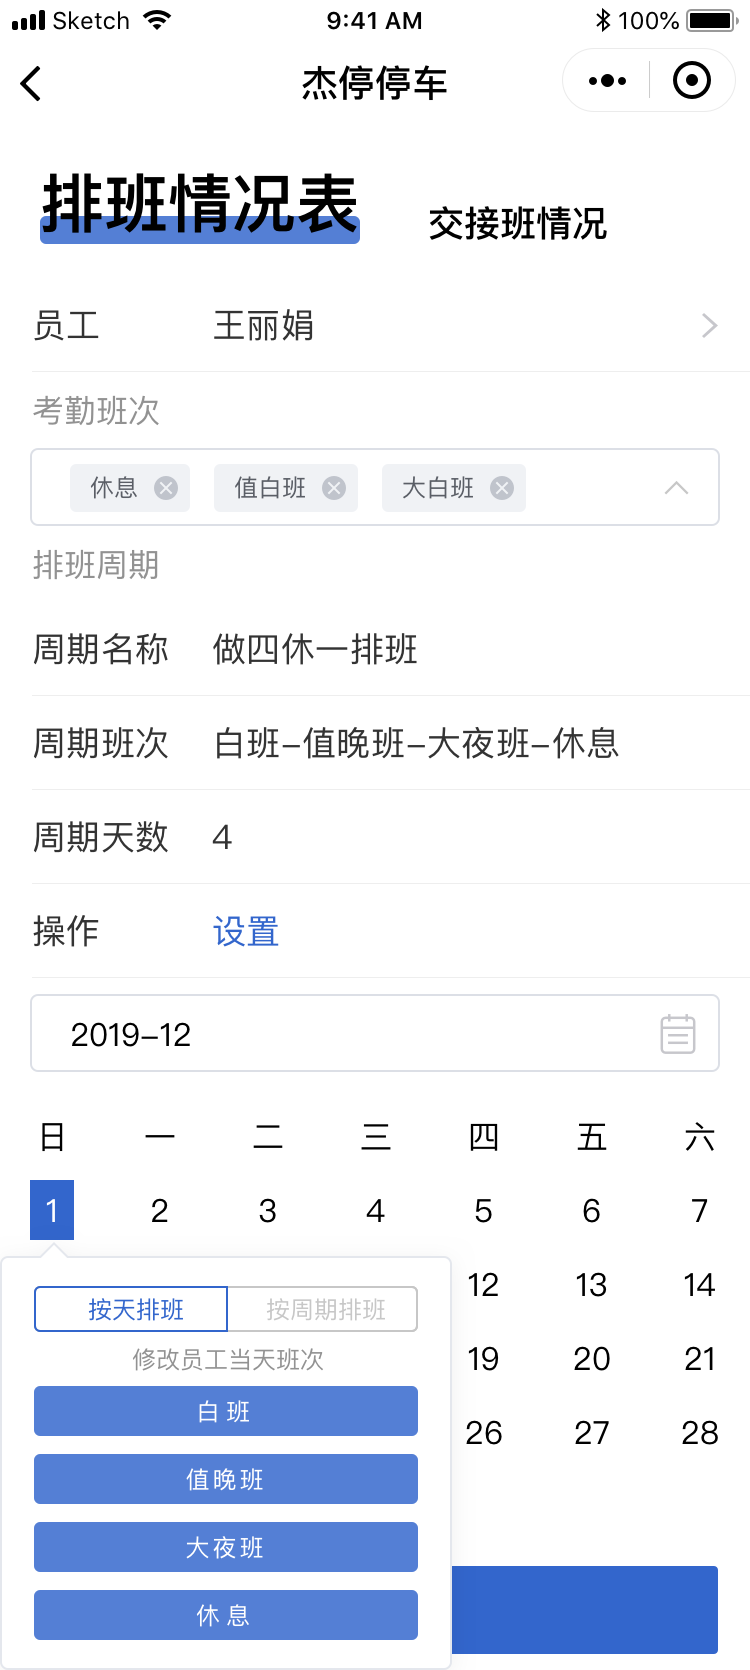 Sketch 9:41 AM 100%
杰停停车
排班情况表 交接班情况
员工 王丽娟
考勤班次
休息 值白班 大白班
排班周期
周期名称 做四休一排班
周期班次 白班-值晚班-大夜班-休息
周期天数 4
操作 设置
2019-12
日 一 二 三 四 五 六
1 2 3 4 5 6 7
12 13 14
按天排班 按周期排班
修改员工当天班次
19 20 21
白班
26 27 28
值晚班
大夜班
休息